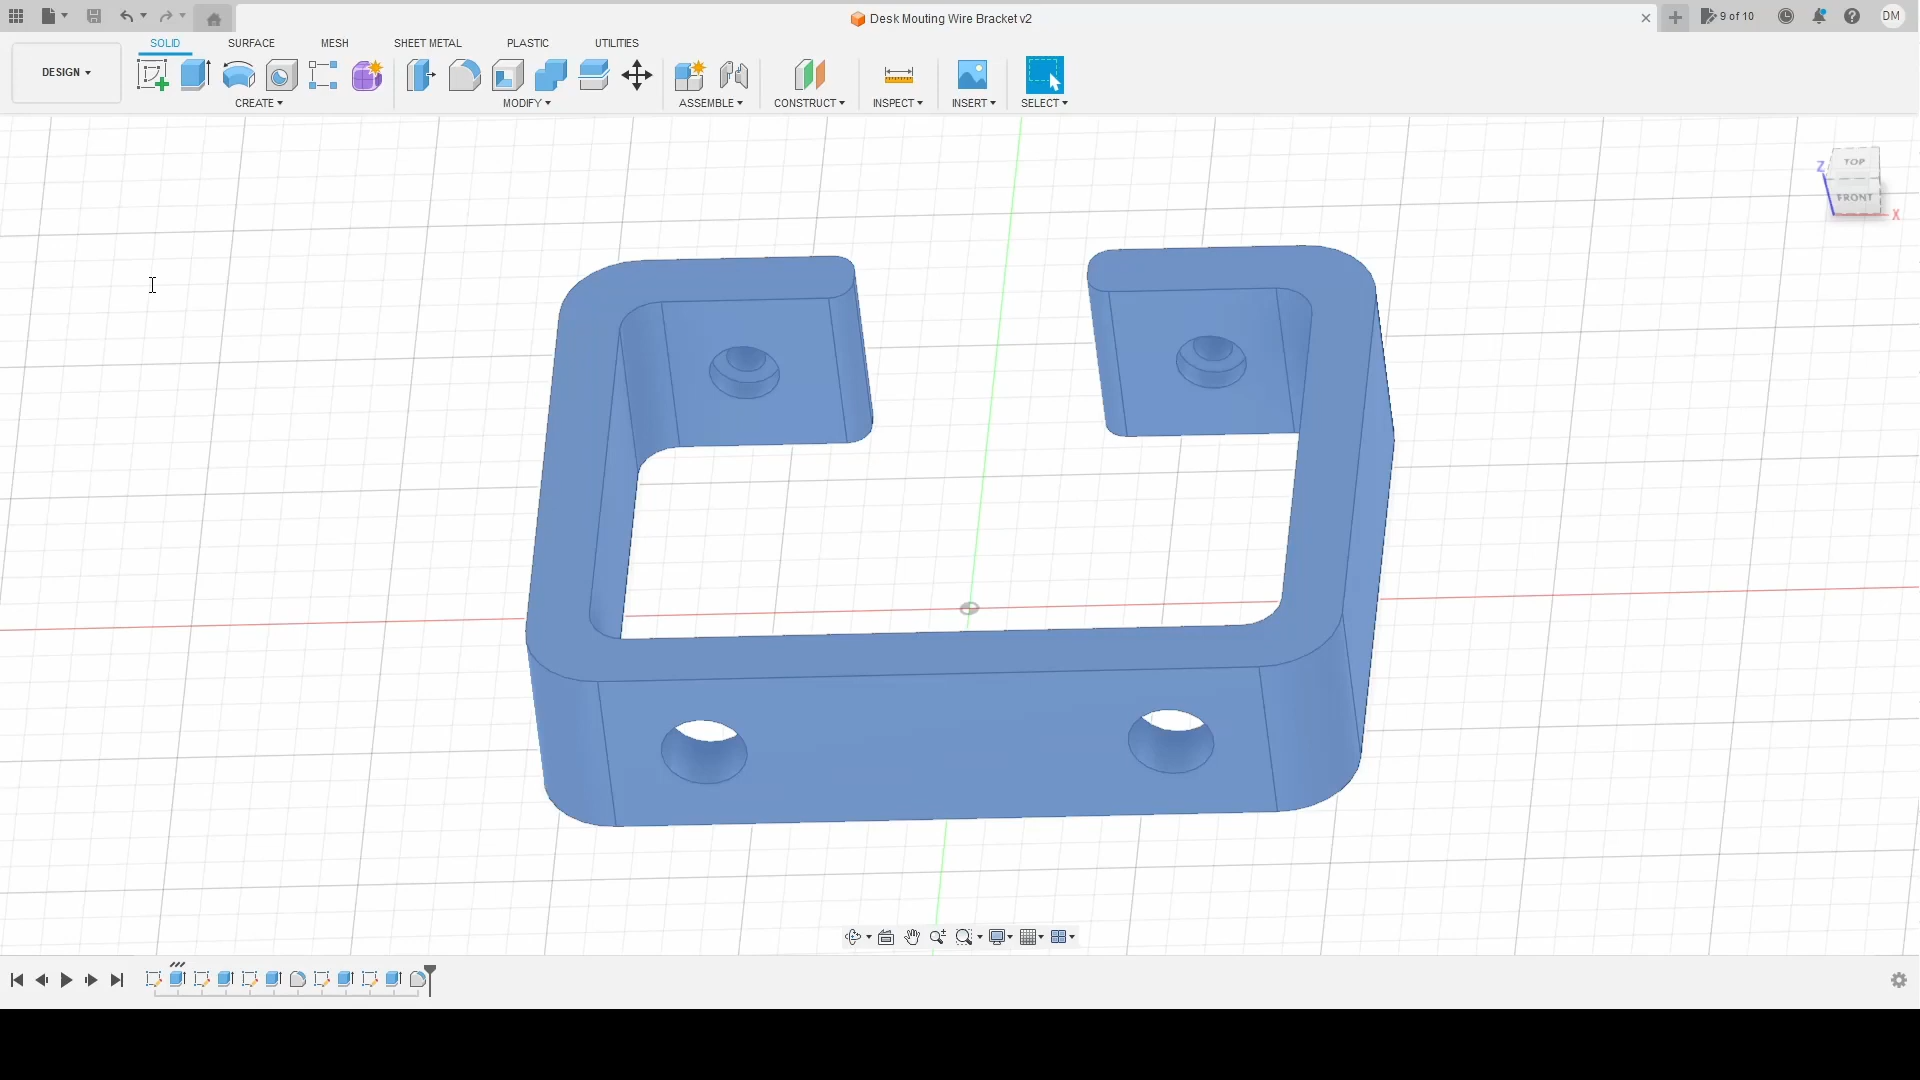 Desk Mouting Wire Bracket v2
9 of 10
DM
DESIGN
SOLID
SURFACE
MESH
SHEET METAL
PLASTIC
UTILITIES
CREATE
MODIFY
ASSEMBLE
CONSTRUCT
INSPECT
INSERT
SELECT
TOP
Z
FRONT
X